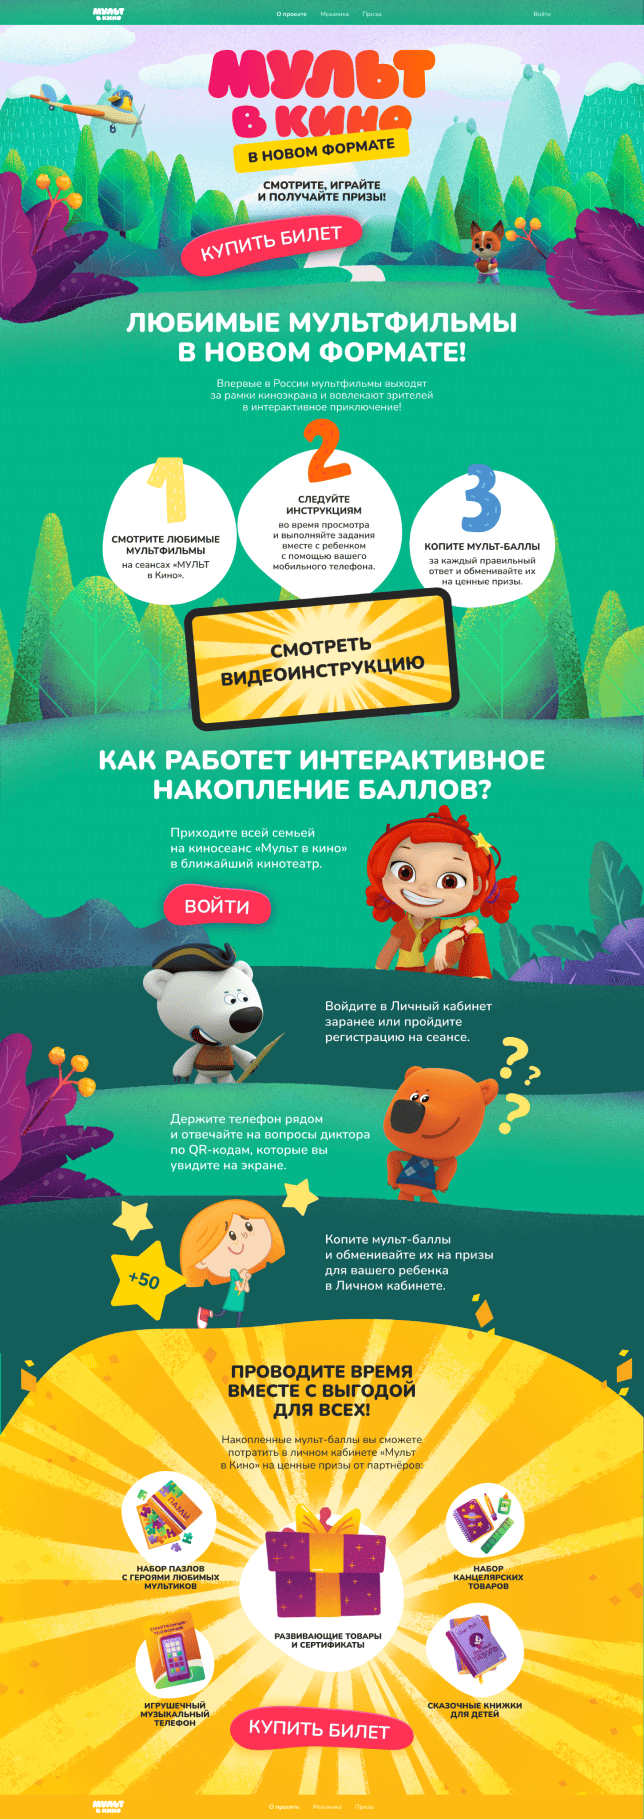 МУЛЬТ
В КИНО
О проекте
Механика
Призы
Войти
МУЛЬТ
В КИНО
В НОВОМ ФОРМАТЕ
СМОТРИТЕ, ИГРАЙТЕ
И ПОЛУЧАЙТЕ ПРИЗЫ!
КУПИТЬ БИЛЕТ
ЛЮБИМЫЕ МУЛЬТФИЛЬМЫ
В НОВОМ ФОРМАТЕ!
Впервые в России мультфильмы выходят
за рамки киноэкрана и вовлекают зрителей
в интерактивное приключение!
1
СМОТРИТЕ ЛЮБИМЫЕ
МУЛЬТФИЛЬМЫ
на сеансах «МУЛЬТ
в Кино».
2
СЛЕДУЙТЕ
ИНСТРУКЦИЯМ
во время просмотра
и выполняйте задания
вместе с ребенком
с помощью вашего
мобильного телефона.
3
КОПИТЕ МУЛЬТ-БАЛЛЫ
за каждый правильный
ответ и обменивайте их
на ценные призы.
СМОТРЕТЬ
ВИДЕОИНСТРУКЦИЮ
КАК РАБОТЕТ ИНТЕРАКТИВНОЕ
НАКОПЛЕНИЕ БАЛЛОВ?
Приходите всей семьей
на киносеанс «Мульт в кино»
в ближайший кинотеатр.
ВОЙТИ
Войдите в Личный кабинет
заранее или пройдите
регистрацию на сеансе.
? ? ?
Держите телефон рядом
и отвечайте на вопросы диктора
по QR-кодам, которые вы
увидите на экране.
+50
Копите мульт-баллы
и обменивайте их на призы
для вашего ребенка
в Личном кабинете.
ПРОВОДИТЕ ВРЕМЯ
ВМЕСТЕ С ВЫГОДОЙ
ДЛЯ ВСЕХ!
Накопленные мульт-баллы вы сможете
потратить в личном кабинете «Мульт
в Кино» на ценные призы от партнёров:
ПАЗЛЫ
НАБОР ПАЗЛОВ
С ГЕРОЯМИ ЛЮБИМЫХ
МУЛЬТИКОВ
НАБОР
КАНЦЕЛЯРСКИХ
ТОВАРОВ
РАЗВИВАЮЩИЕ ТОВАРЫ
И СЕРТИФИКАТЫ
ИГРУШЕЧНЫЙ
МУЗЫКАЛЬНЫЙ
ТЕЛЕФОН
СКАЗОЧНЫЕ КНИЖКИ
ДЛЯ ДЕТЕЙ
КУПИТЬ БИЛЕТ
МУЛЬТ
В КИНО
О проекте
Механика
Призы